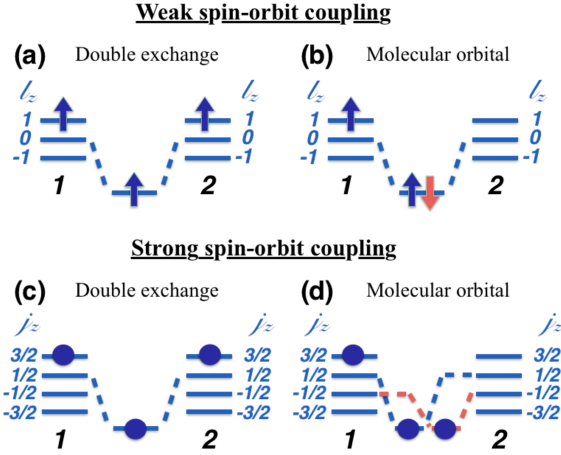 Weak spin-orbit coupling
(a) Double exchange
(b) Molecular orbital
l_z l_z l_z l_z
1 1 1 1
0 0 0 0
-1 -1 -1 -1
1 2 1 2
Strong spin-orbit coupling
(c) Double exchange
(d) Molecular orbital
j_z j_z j_z j_z
3/2 3/2 3/2 3/2
1/2 1/2 1/2 1/2
-1/2 -1/2 -1/2 -1/2
-3/2 -3/2 -3/2 -3/2
1 2 1 2